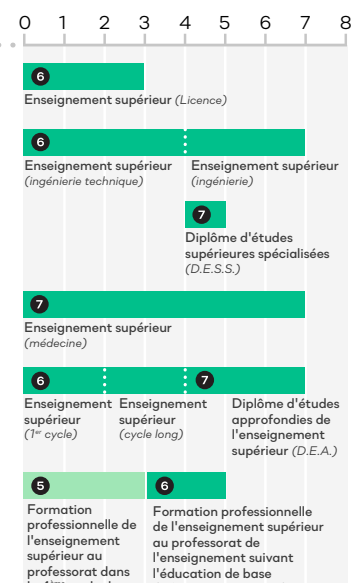 0 1 2 3 4 5 6 7 8
6
Enseignement supérieur (Licence)
6
Enseignement supérieur
(ingénierie technique)
Enseignement supérieur
(ingénierie)
7
Diplôme d'études
supérieures spécialisées
(D.E.S.S.)
7
Enseignement supérieur
(médecine)
6
7
Enseignement
supérieur
(1er cycle)
Enseignement
supérieur
(cycle long)
Diplôme d'études
approfondies de
l'enseignement
supérieur (D.E.A.)
5
Formation
professionnelle de
l'enseignement
supérieur au
professorat dans
6
Formation professionnelle
de l'enseignement supérieur
au professorat de
l'enseignement suivant
l'éducation de base